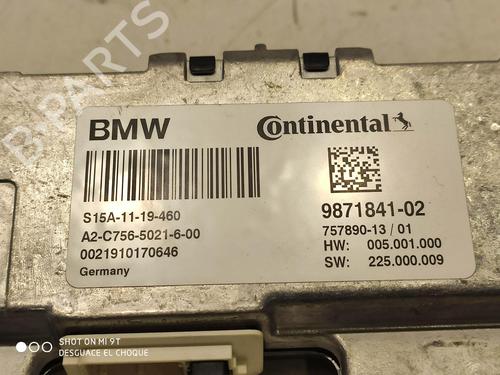 B-PARTS
BMW
Continental
S15A-11-19-460
A2-C756-5021-6-00
0021910170646
Germany
9871841-02
757890-13 / 01
HW: 005.001.000
SW: 225.000.009
SHOT ON MI 9T
DESGUACE EL CHOQUE